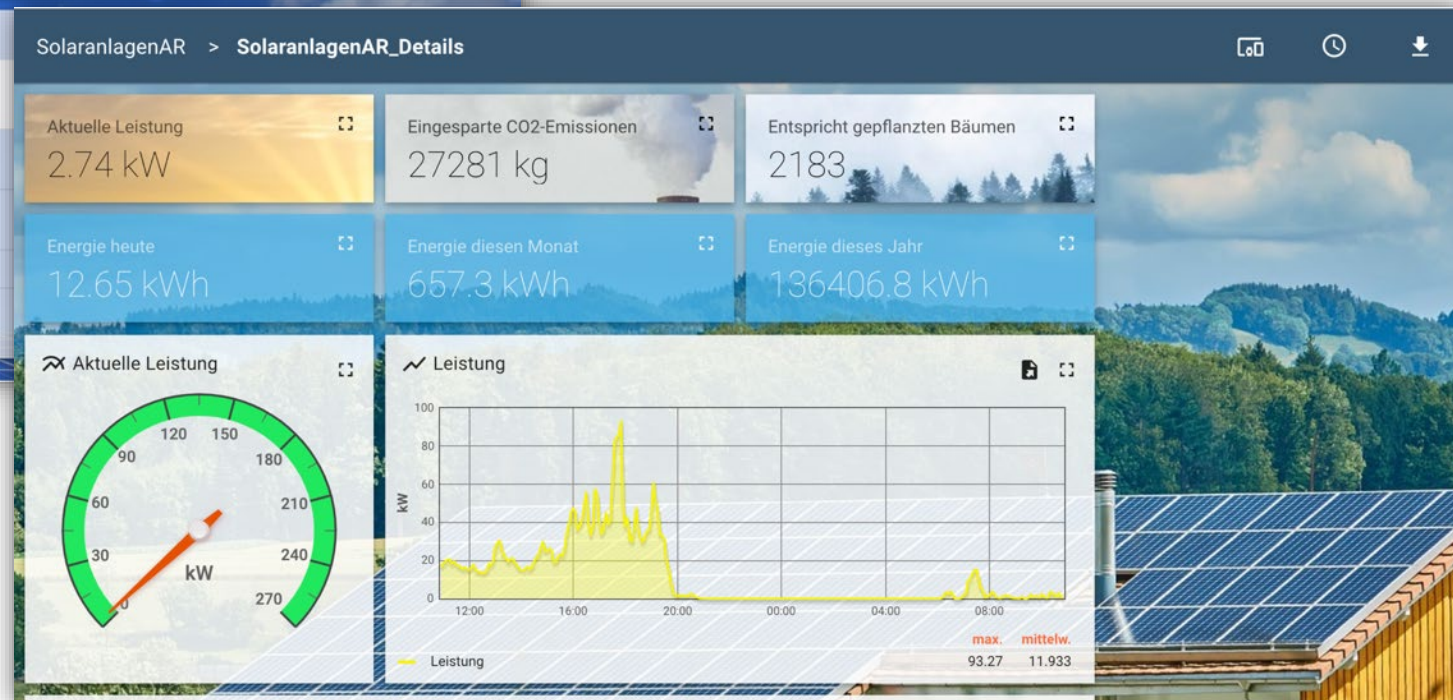 SolaranlagenAR > SolaranlagenAR_Details
Aktuelle Leistung
2.74 kW
Eingesparte CO2-Emissionen
27281 kg
Entspricht gepflanzten Bäumen
2183
Energie heute
12.65 kWh
Energie diesen Monat
657.3 kWh
Energie dieses Jahr
136406.8 kWh
Aktuelle Leistung
0
30
60
90
120
150
180
210
240
270
kW
Leistung
100
80
60
40
20
0
kW
12:00 16:00 20:00 00:00 04:00 08:00
max. mittelw.
Leistung 93.27 11.933